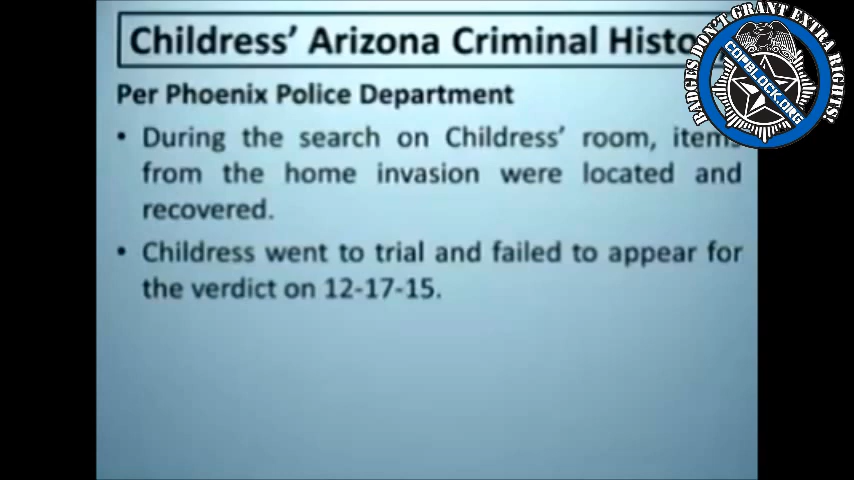 Childress' Arizona Criminal Histo
Per Phoenix Police Department
• During the search on Childress' room, items
from the home invasion were located and
recovered.
• Childress went to trial and failed to appear for
the verdict on 12-17-15.
BADGES DON'T GRANT EXTRA RIGHTS!
COPBLOCK.ORG